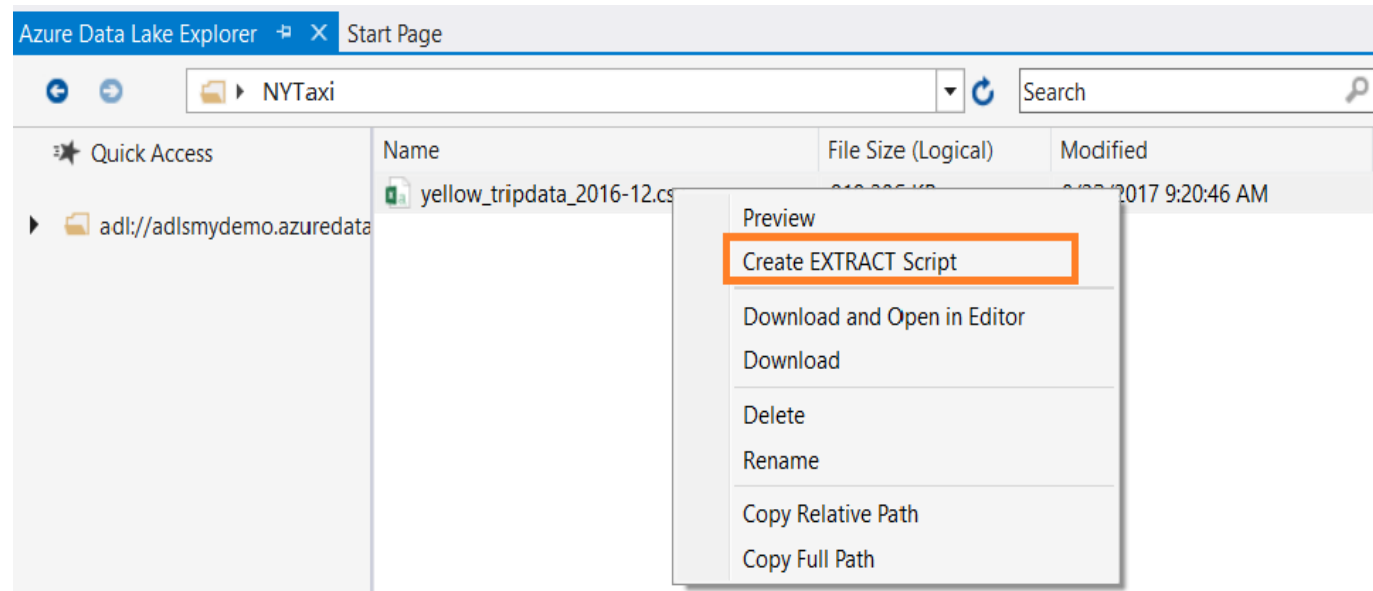 Azure Data Lake Explorer Start Page
NYTaxi Search
Quick Access
Name File Size (Logical) Modified
yellow_tripdata_2016-12.cs 2017 9:20:46 AM
adl://adlsmydemo.azuredata
Preview
Create EXTRACT Script
Download and Open in Editor
Download
Delete
Rename
Copy Relative Path
Copy Full Path